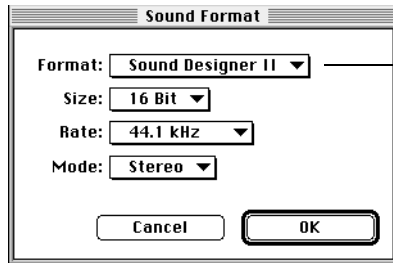 Sound Format
Format: Sound Designer II
Size: 16 Bit
Rate: 44.1 kHz
Mode: Stereo
Cancel OK